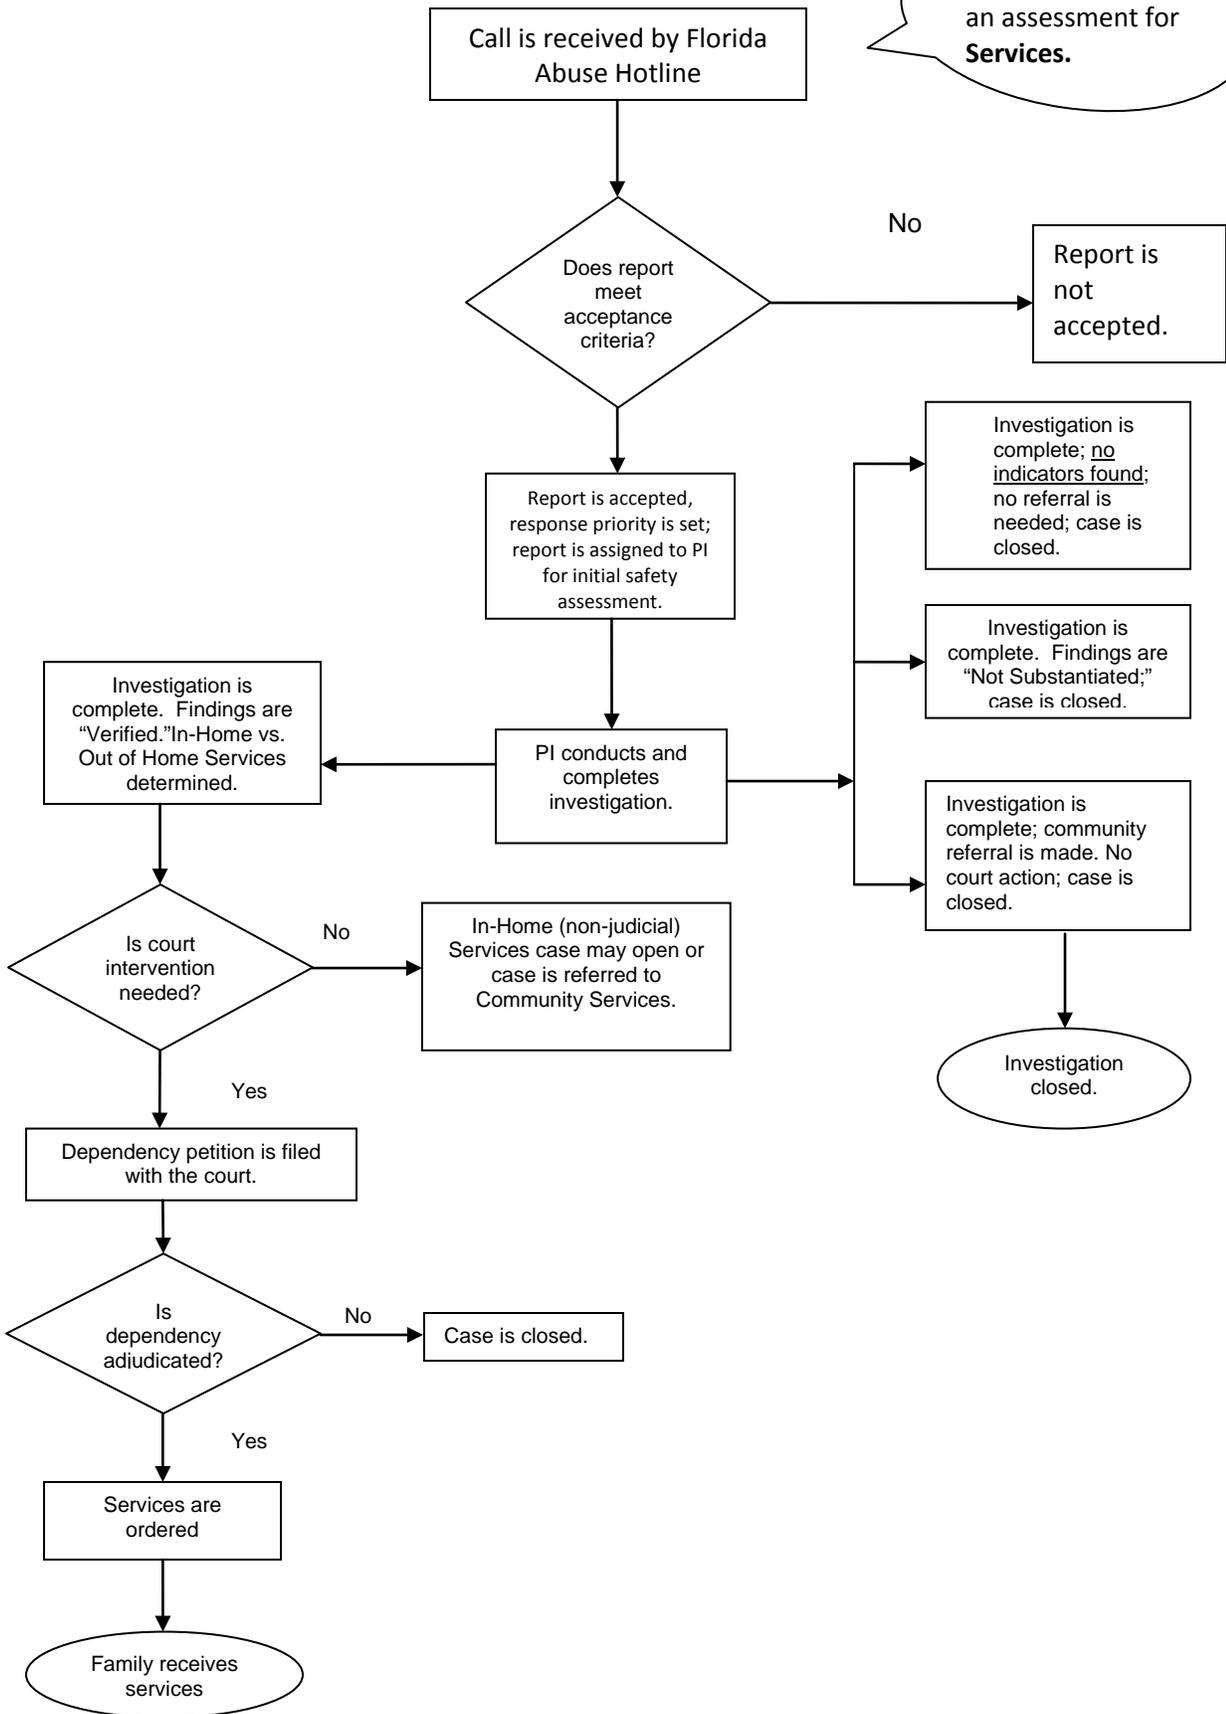 an assessment for
Services.
Call is received by Florida
Abuse Hotline
Does report
meet
acceptance
criteria?
No
Report is
not
accepted.
Report is accepted,
response priority is set;
report is assigned to PI
for initial safety
assessment.
Investigation is
complete; no
indicators found;
no referral is
needed; case is
closed.
Investigation is
complete.  Findings are
“Not Substantiated;”
case is closed.
Investigation is
complete; community
referral is made. No
court action; case is
closed.
Investigation
closed.
PI conducts and
completes
investigation.
Investigation is
complete.  Findings are
“Verified.”In-Home vs.
Out of Home Services
determined.
Is court
intervention
needed?
No
In-Home (non-judicial)
Services case may open or
case is referred to
Community Services.
Yes
Dependency petition is filed
with the court.
Is
dependency
adjudicated?
No
Case is closed.
Yes
Services are
ordered
Family receives
services